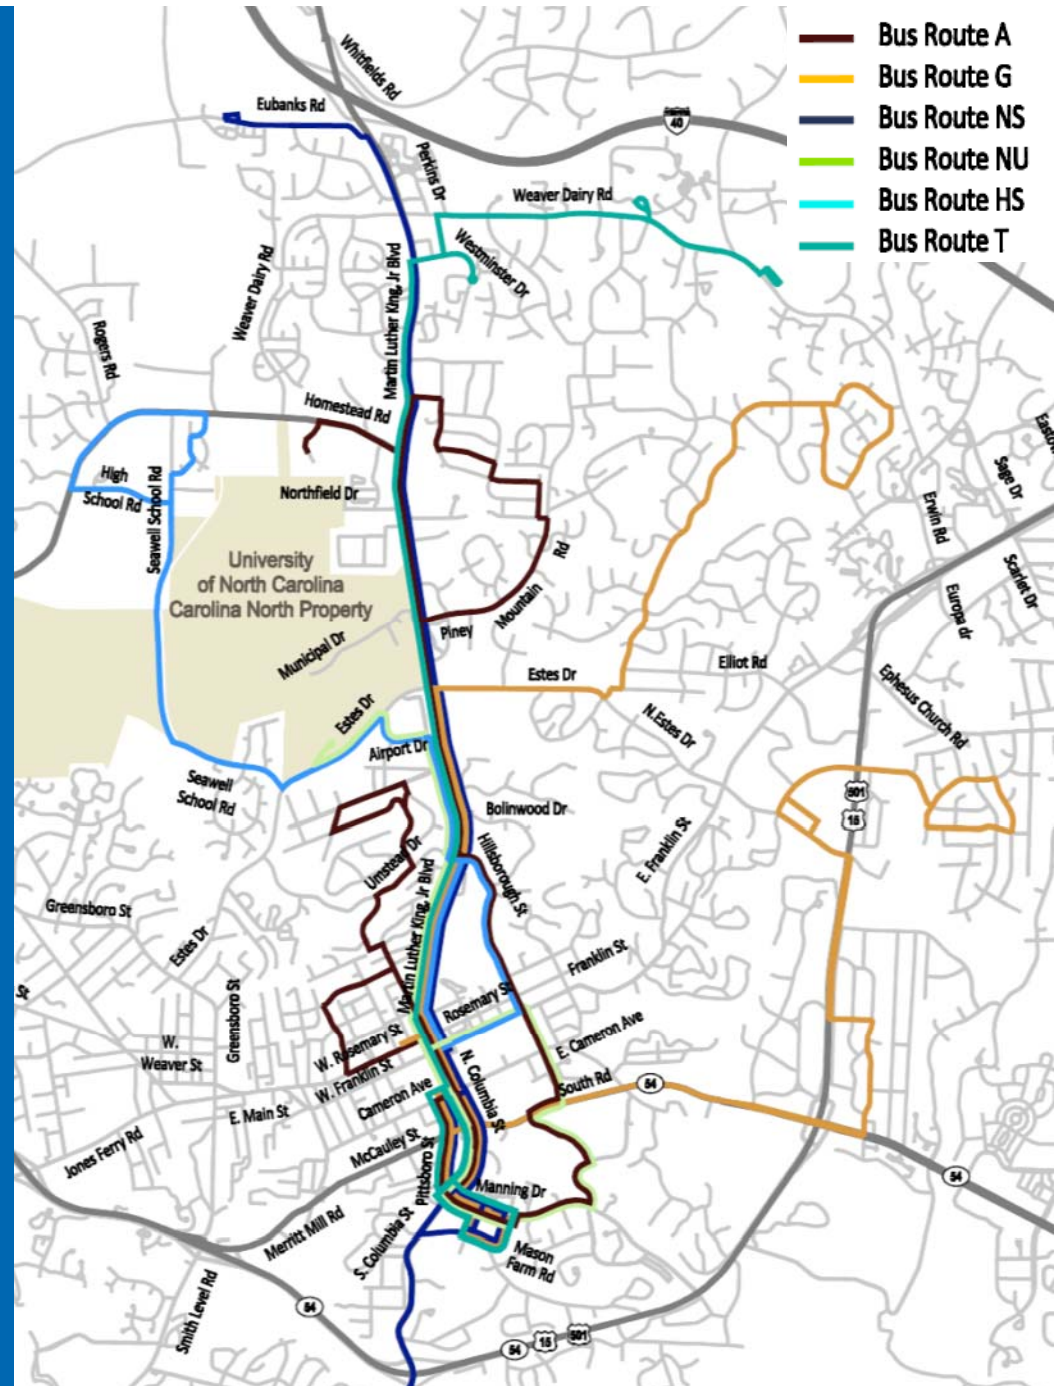 Bus Route A
Bus Route G
Bus Route NS
Bus Route NU
Bus Route HS
Bus Route T
Whitfields Rd
Eubanks Rd
40
Perkins Dr
Weaver Dairy Rd
Westminster Dr
Weaver Dairy Rd
Martin Luther King, Jr Blvd
Rogers Rd
Homestead Rd
High
School Rd
Seawell School Rd
Northfield Dr
Sage Dr
Erwin Rd
Rd
Mountain
Piney
University
of North Carolina
Carolina North Property
Scarlet Dr
Europa dr
Municipal Dr
Estes Dr
Elliot Rd
Ephesus Church Rd
N.Estes Dr
Estes Dr
Airport Dr
Seawell
School Rd
501
15
Bolinwood Dr
Hillsborough St
E. Franklin St
Umstead Dr
Martin Luther King, Jr Blvd
Greensboro St
Estes Dr
Franklin St
St
Greensboro St
Rosemary St
W. Rosemary St
E. Cameron Ave
W.
Weaver St
W. Franklin St
N. Columbia St
Cameron Ave
South Rd
54
E. Main St
Jones Ferry Rd
McCauley St
Pittsboro St
Manning Dr
54
Merritt Mill Rd
S. Columbia St
Mason
Farm Rd
Smith Level Rd
54
54
15
501